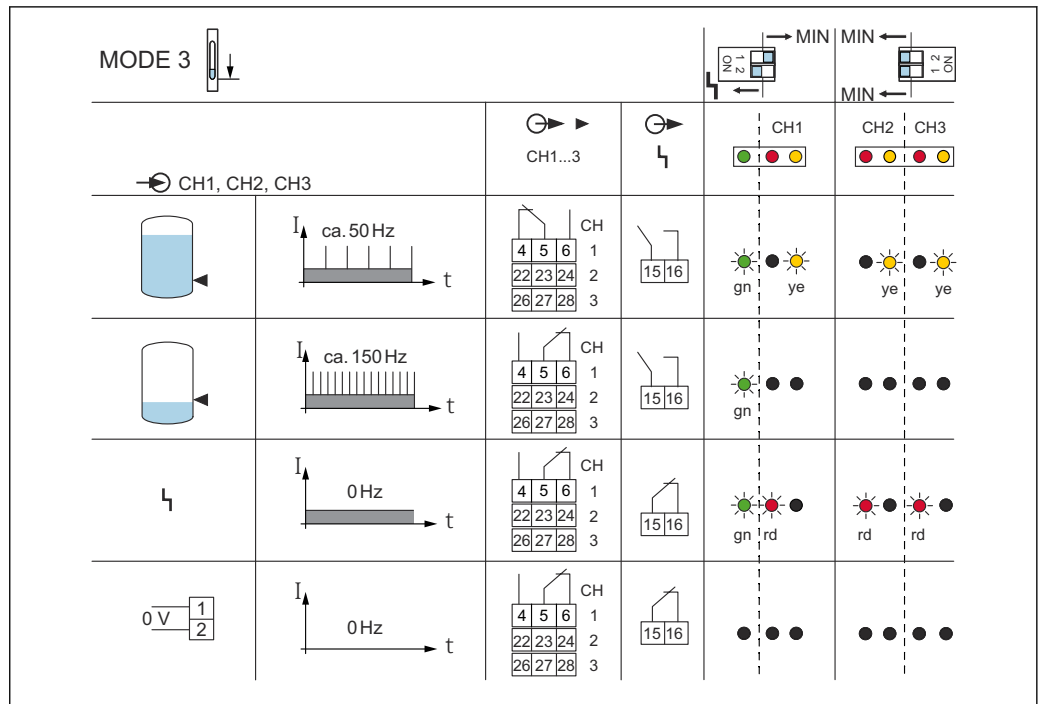 MODE 3
MIN
MIN
ON
1 2
1 2
ON
MIN
CH1...3
CH1
CH2
CH3
CH1, CH2, CH3
I
ca. 50 Hz
t
CH
4 5 6 1
22 23 24 2
26 27 28 3
15 16
gn
ye
ye
ye
I
ca. 150 Hz
t
CH
4 5 6 1
22 23 24 2
26 27 28 3
15 16
gn
I
0 Hz
t
CH
4 5 6 1
22 23 24 2
26 27 28 3
15 16
gn
rd
rd
rd
0 V
1
2
I
0 Hz
t
CH
4 5 6 1
22 23 24 2
26 27 28 3
15 16